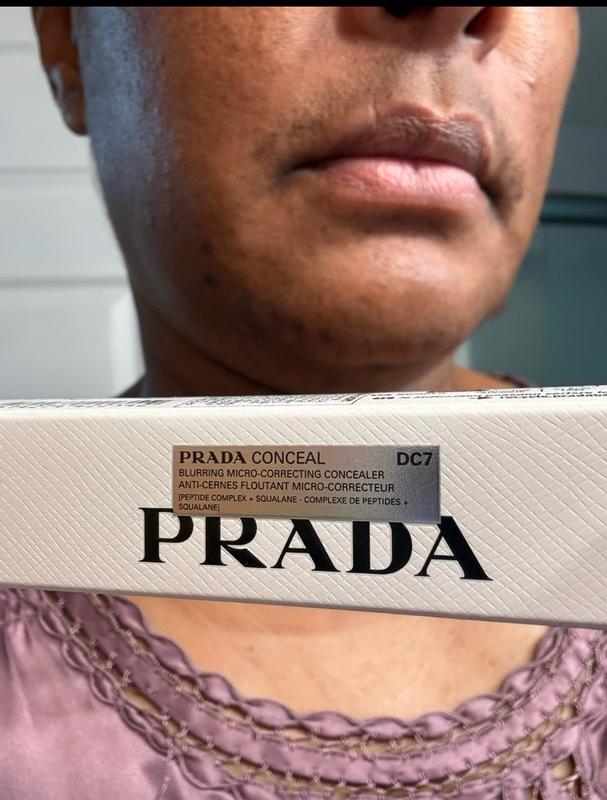 PRADA CONCEAL DC7
BLURRING MICRO-CORRECTING CONCEALER
ANTI-CERNES FLOUTANT MICRO-CORRECTEUR
[PEPTIDE COMPLEX + SQUALANE - COMPLEXE DE PEPTIDES +
SQUALANE]
PRADA